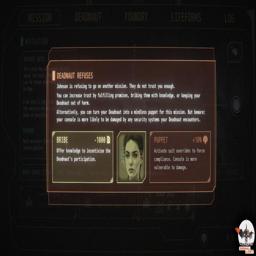 MISSION DEADNAUT FOUNDRY LIFEFORMS LOG
DEADNAUT REFUSES
Johnson is refusing to go on another mission. They do not trust you enough.
You can increase trust by fulfilling promises, bribing them with knowledge, or keeping your
Deadnaut out of harm.
Alternatively, you can turn your Deadnaut into a mindless puppet for this mission. But beware:
your console is more likely to be damaged by any security systems your Deadnaut encounters.
BRIBE -1000
Offer knowledge to incentivise the
Deadnaut's participation.
PUPPET +10%
Activate suit overrides to force
compliance. Console is more
vulnerable to damage.